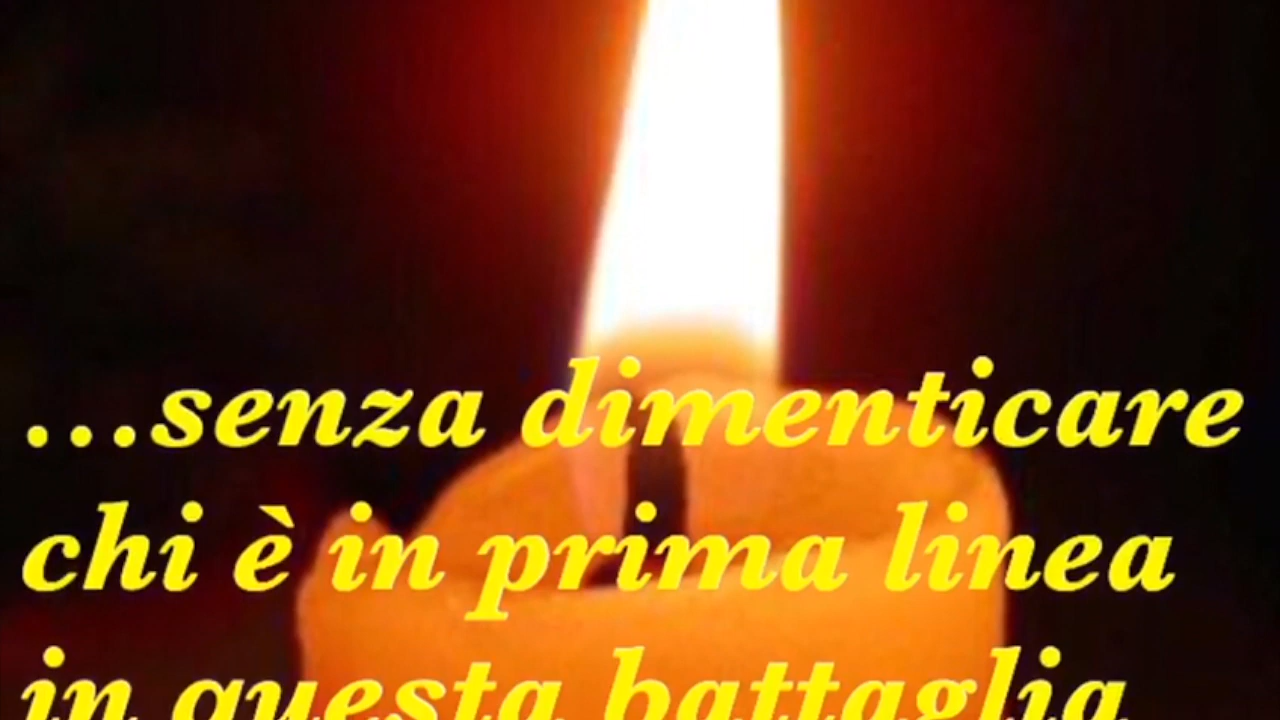 ...senza dimenticare
chi è in prima linea
in questa battaglia